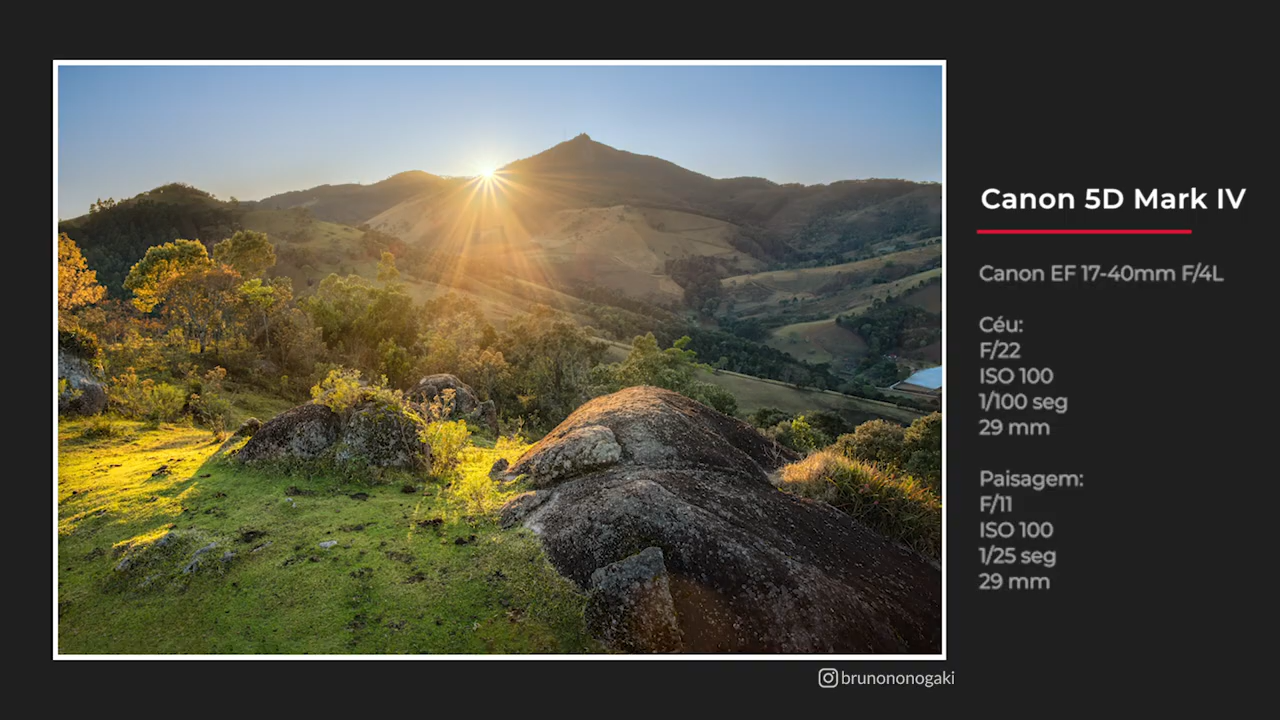 Canon 5D Mark IV
Canon EF 17-40mm F/4L
Céu:
F/22
ISO 100
1/100 seg
29 mm
Paisagem:
F/11
ISO 100
1/25 seg
29 mm
brunononogaki